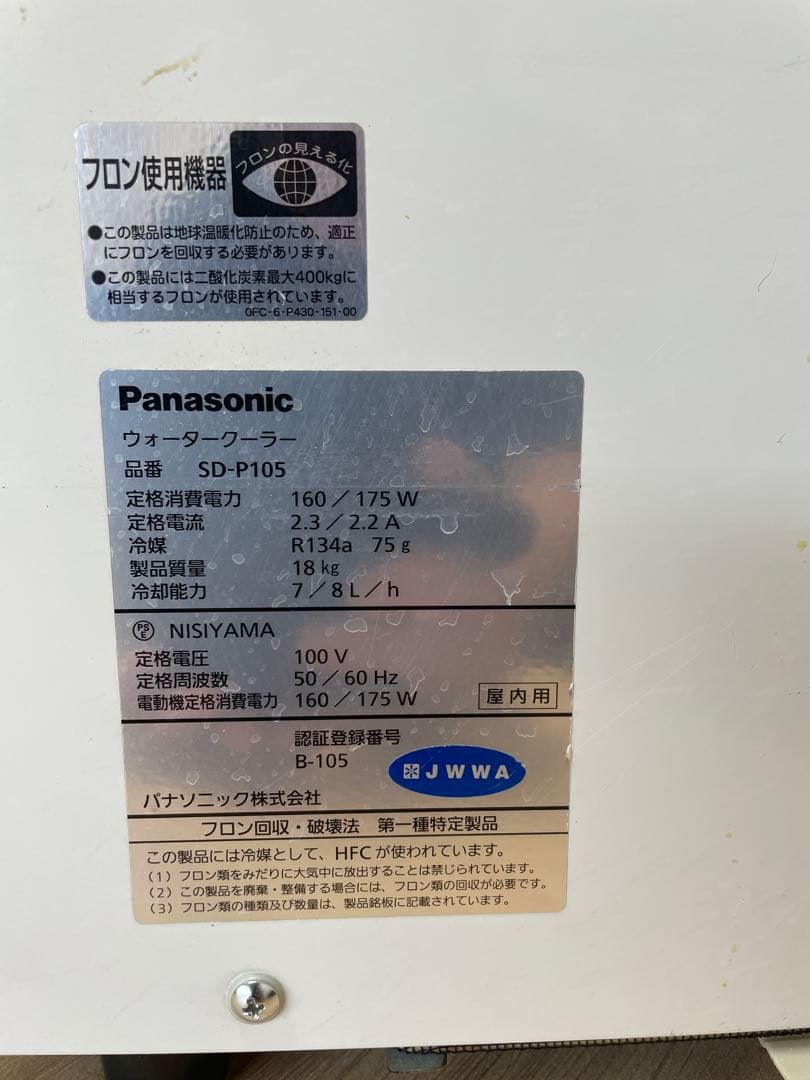 フロン使用機器
フロンの見える化
●この製品は地球温暖化防止のため、適正
にフロンを回収する必要があります。
●この製品には二酸化炭素最大400kgに
相当するフロンが使用されています。
0FC-6-P430-151-00
Panasonic
ウォータークーラー
品番 SD-P105
定格消費電力 160／175 W
定格電流 2.3／2.2 A
冷媒 R134a 75 g
製品質量 18 kg
冷却能力 7／8 L／h
PSE NISIYAMA
定格電圧 100 V
定格周波数 50／60 Hz
電動機定格消費電力 160／175 W
屋内用
認証登録番号
B-105
JWWA
パナソニック株式会社
フロン回収・破壊法 第一種特定製品
この製品には冷媒として、HFCが使われています。
(1) フロン類をみだりに大気中に放出することは禁じられています。
(2) この製品を廃棄・整備する場合には、フロン類の回収が必要です。
(3) フロン類の種類及び数量は、製品銘板に記載されています。